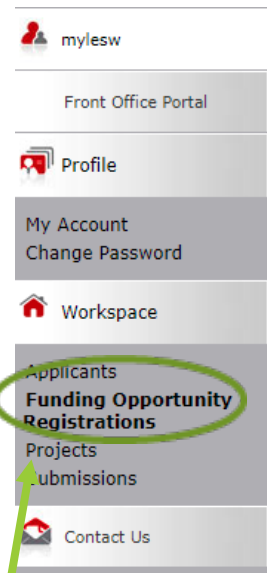 mylesw
Front Office Portal
Profile
My Account
Change Password
Workspace
Applicants
Funding Opportunity
Registrations
Projects
Submissions
Contact Us